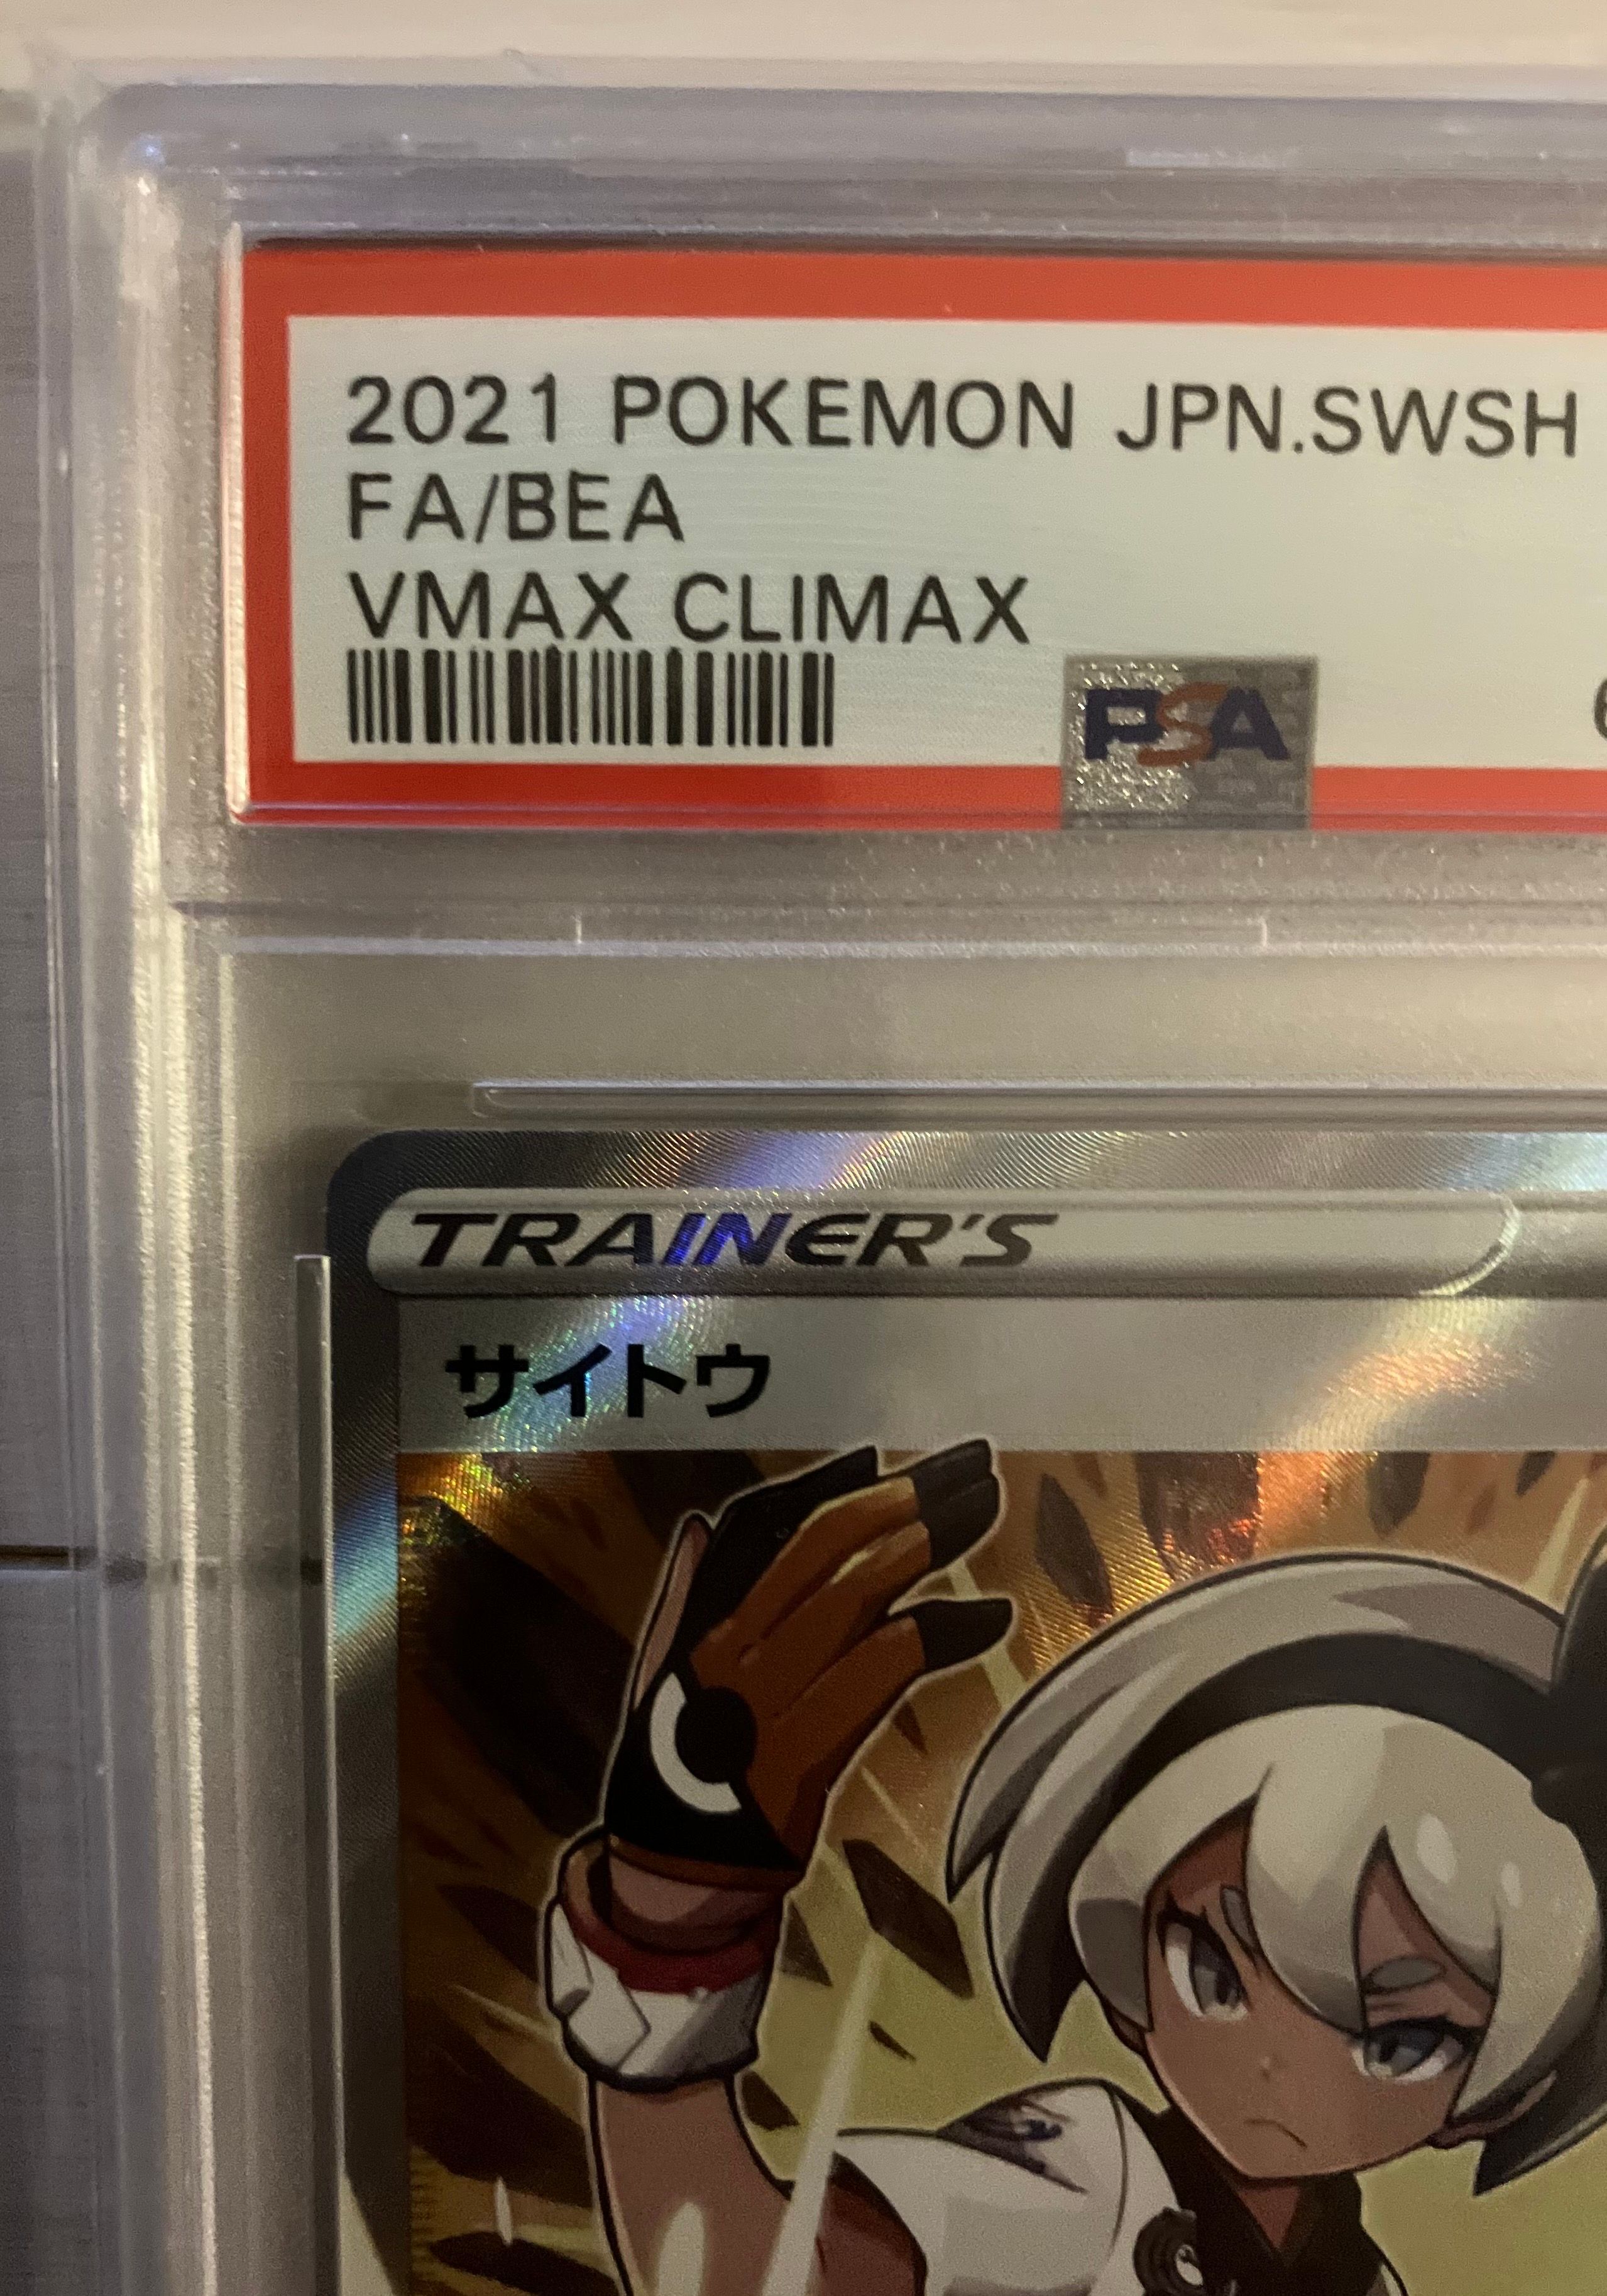 2021 POKEMON JPN.SWSH
FA/BEA
VMAX CLIMAX
PSA
TRAINER'S
サイトウ